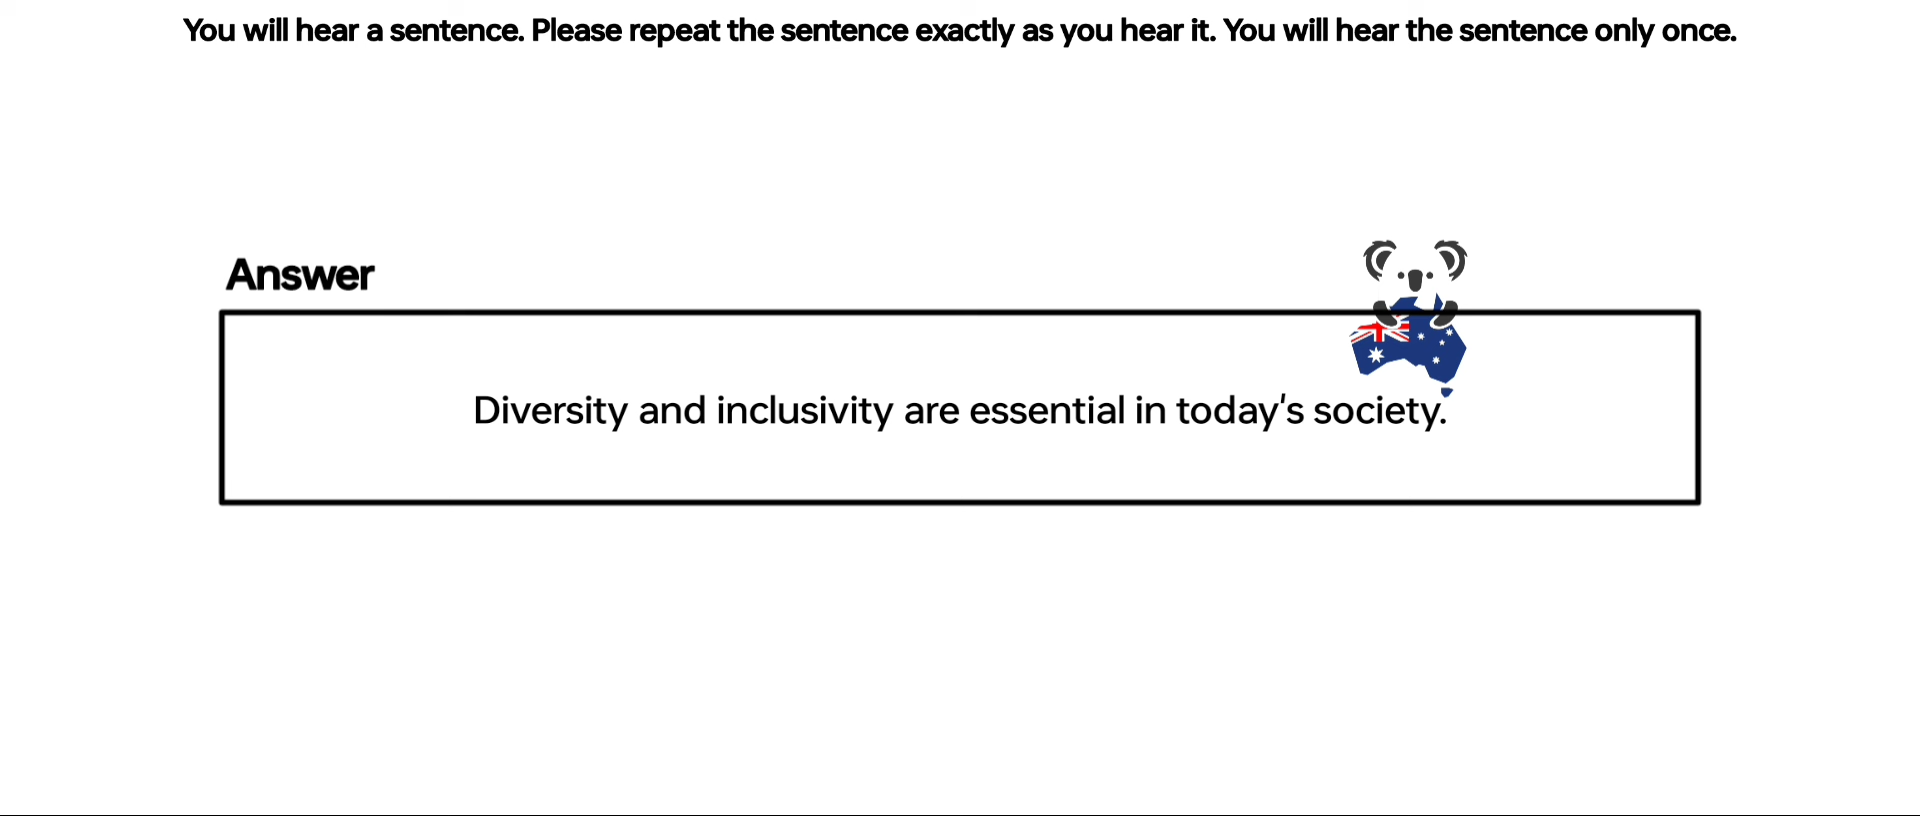 You will hear a sentence. Please repeat the sentence exactly as you hear it. You will hear the sentence only once.
Answer
Diversity and inclusivity are essential in today's society.